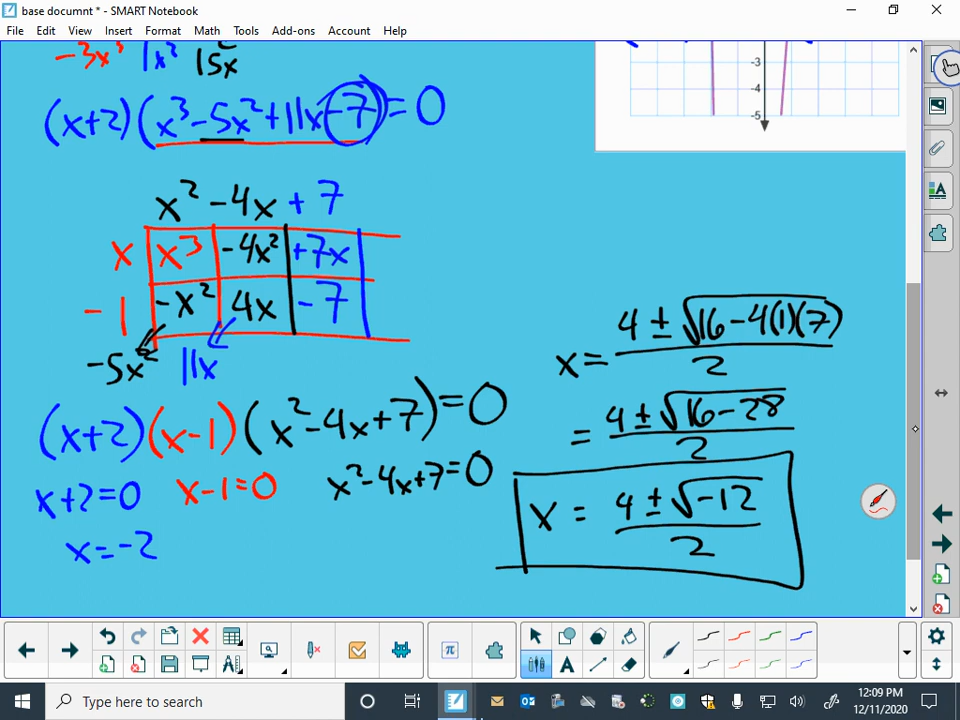 base documnt * - SMART Notebook
File Edit View Insert Format Math Tools Add-ons Account Help
-3x³ 1x² 15x
(x+2)(x³-5x²+11x-7)=0
-3
-4
-5
x²-4x+7
x x³ -4x² +7x
-1 -x² 4x -7
-5x² 11x
(x+2)(x-1)(x²-4x+7)=0
x+2=0 x-1=0 x²-4x+7=0
x=-2
x= 4±√16-4(1)(7) / 2
= 4±√16-28 / 2
x = 4±√-12 / 2
π
A
Type here to search
12:09 PM
12/11/2020